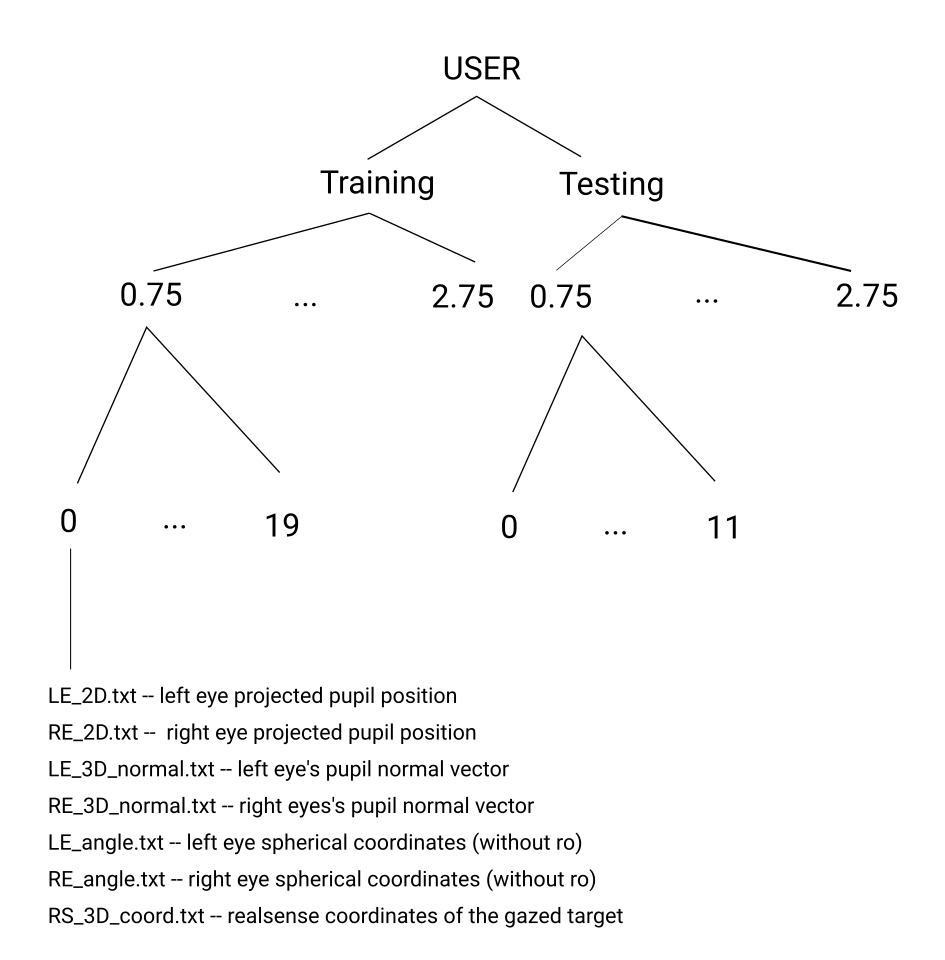 USER
Training
Testing
0.75 ... 2.75 0.75 ... 2.75
0 ... 19 0 ... 11
LE_2D.txt -- left eye projected pupil position
RE_2D.txt --  right eye projected pupil position
LE_3D_normal.txt -- left eye's pupil normal vector
RE_3D_normal.txt -- right eyes's pupil normal vector
LE_angle.txt -- left eye spherical coordinates (without ro)
RE_angle.txt -- right eye spherical coordinates (without ro)
RS_3D_coord.txt -- realsense coordinates of the gazed target